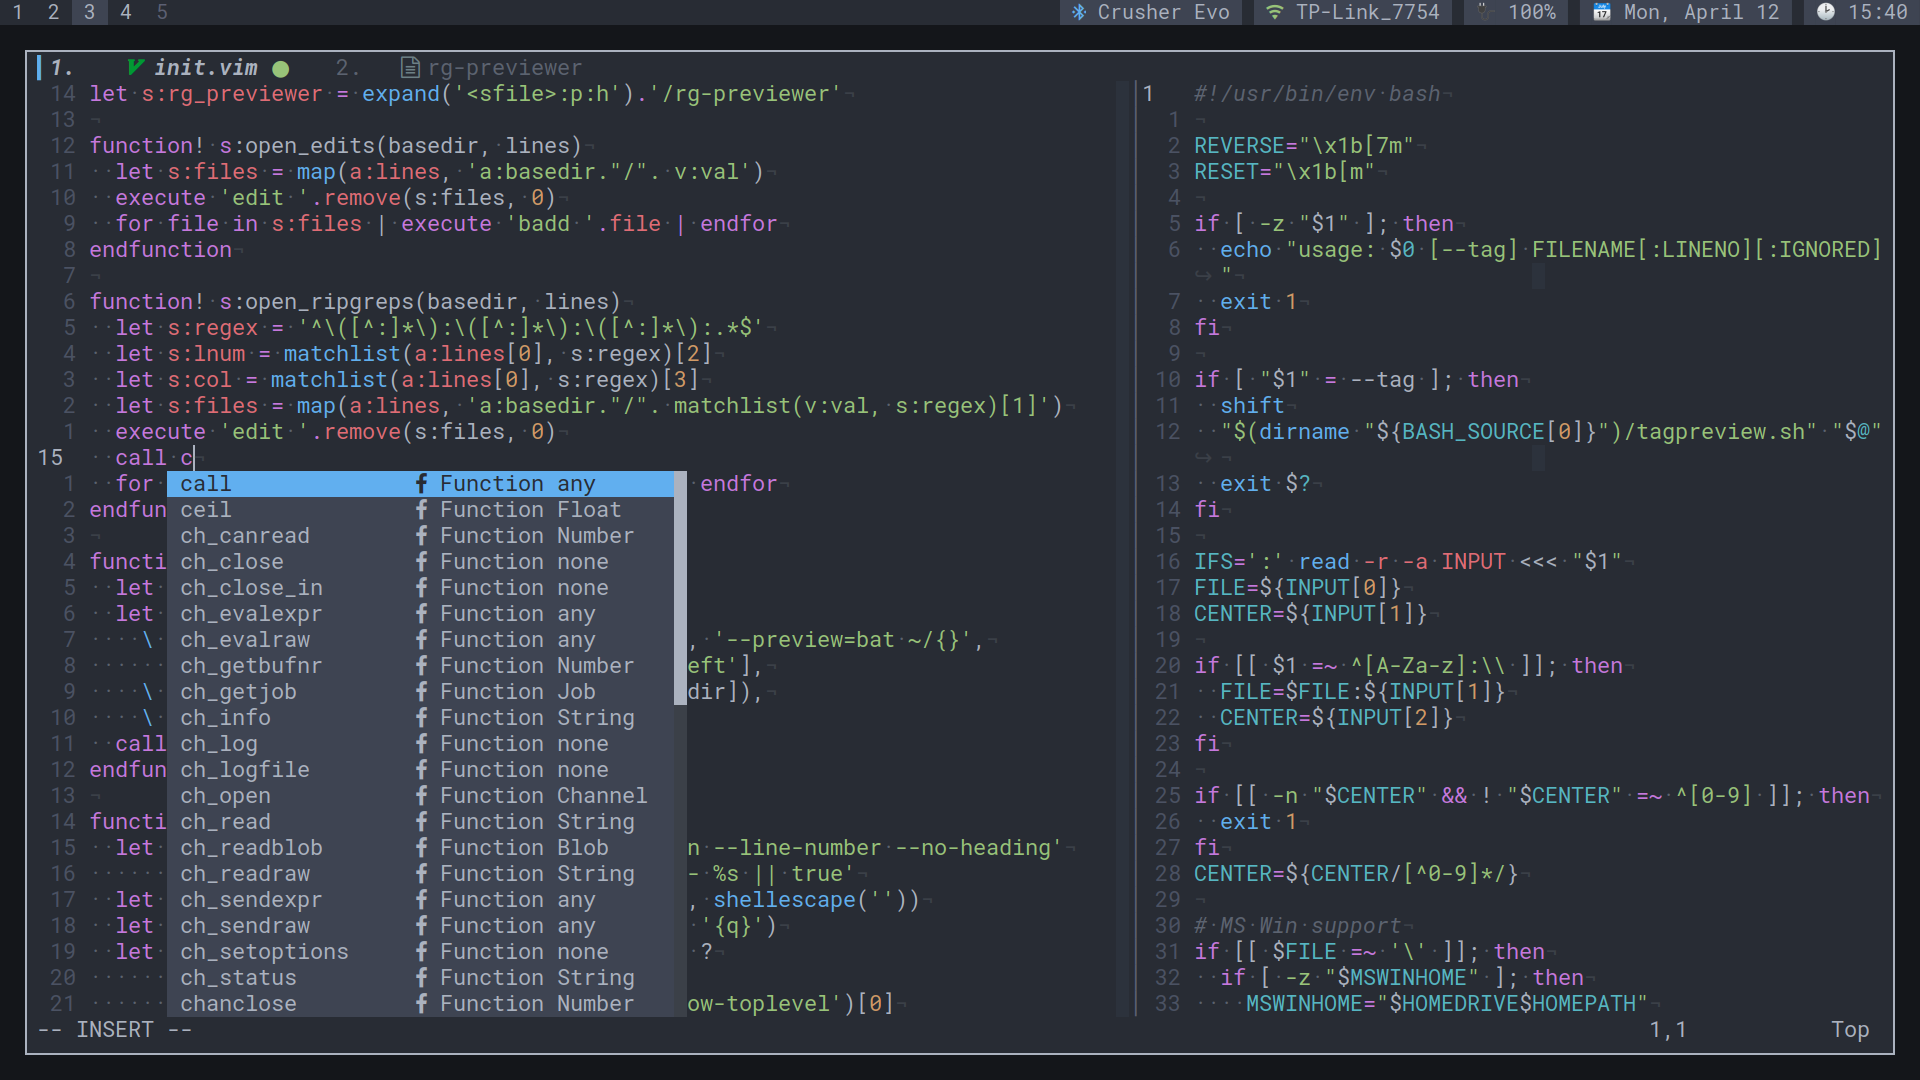 1 2 3 4 5 Crusher Evo TP-Link_7754 100% Mon, April 12 15:40
1. init.vim 2. rg-previewer
14 let s:rg_previewer = expand('<sfile>:p:h').'/rg-previewer'
13
12 function! s:open_edits(basedir, lines)
11 let s:files = map(a:lines, 'a:basedir."/". v:val')
10 execute 'edit '.remove(s:files, 0)
9 for file in s:files | execute 'badd '.file | endfor
8 endfunction
7
6 function! s:open_ripgreps(basedir, lines)
5 let s:regex = '^\([^:]*\):\([^:]*\):\([^:]*\):.*$'
4 let s:lnum = matchlist(a:lines[0], s:regex)[2]
3 let s:col = matchlist(a:lines[0], s:regex)[3]
2 let s:files = map(a:lines, 'a:basedir."/". matchlist(v:val, s:regex)[1]')
1 execute 'edit '.remove(s:files, 0)
15 call c
1 for endfor
2 endfun
3
4 functi
5 let
6 let
7 \ , '--preview=bat ~/{}',
8 eft'],
9 \ dir]),
10 \
11 call
12 endfun
13
14 functi
15 let n --line-number --no-heading'
16 - %s || true'
17 let , shellescape(''))
18 let '{q}')
19 let ?
20
21 ow-toplevel')[0]
call f Function any
ceil f Function Float
ch_canread f Function Number
ch_close f Function none
ch_close_in f Function none
ch_evalexpr f Function any
ch_evalraw f Function any
ch_getbufnr f Function Number
ch_getjob f Function Job
ch_info f Function String
ch_log f Function none
ch_logfile f Function none
ch_open f Function Channel
ch_read f Function String
ch_readblob f Function Blob
ch_readraw f Function String
ch_sendexpr f Function any
ch_sendraw f Function any
ch_setoptions f Function none
ch_status f Function String
chanclose f Function Number
1 #!/usr/bin/env bash
1
2 REVERSE="\x1b[7m"
3 RESET="\x1b[m"
4
5 if [ -z "$1" ]; then
6 echo "usage: $0 [--tag] FILENAME[:LINENO][:IGNORED]
↪ "
7 exit 1
8 fi
9
10 if [ "$1" = --tag ]; then
11 shift
12 "$(dirname "${BASH_SOURCE[0]}")/tagpreview.sh" "$@"
↪
13 exit $?
14 fi
15
16 IFS=':' read -r -a INPUT <<< "$1"
17 FILE=${INPUT[0]}
18 CENTER=${INPUT[1]}
19
20 if [[ $1 =~ ^[A-Za-z]:\\ ]]; then
21 FILE=$FILE:${INPUT[1]}
22 CENTER=${INPUT[2]}
23 fi
24
25 if [[ -n "$CENTER" && ! "$CENTER" =~ ^[0-9] ]]; then
26 exit 1
27 fi
28 CENTER=${CENTER/[^0-9]*/}
29
30 # MS Win support
31 if [[ $FILE =~ '\' ]]; then
32 if [ -z "$MSWINHOME" ]; then
33 MSWINHOME="$HOMEDRIVE$HOMEPATH"
-- INSERT -- 1,1 Top